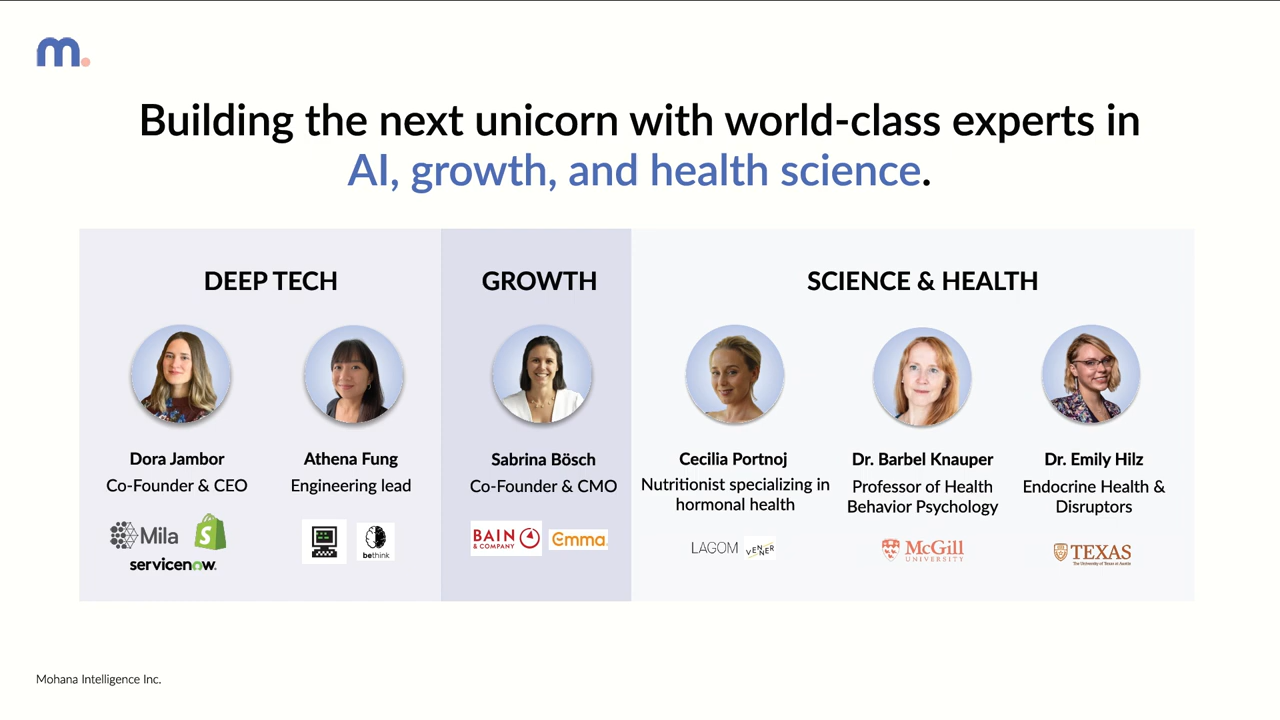 m.
Building the next unicorn with world-class experts in
AI, growth, and health science.
DEEP TECH
GROWTH
SCIENCE & HEALTH
Dora Jambor
Co-Founder & CEO
Mila
S
servicenow.
Athena Fung
Engineering lead
bethink
Sabrina Bösch
Co-Founder & CMO
BAIN
& COMPANY
emma.
Cecilia Portnoj
Nutritionist specializing in
hormonal health
LAGOM
VENNER
Dr. Barbel Knauper
Professor of Health
Behavior Psychology
McGill
UNIVERSITY
Dr. Emily Hilz
Endocrine Health &
Disruptors
TEXAS
The University of Texas at Austin
Mohana Intelligence Inc.